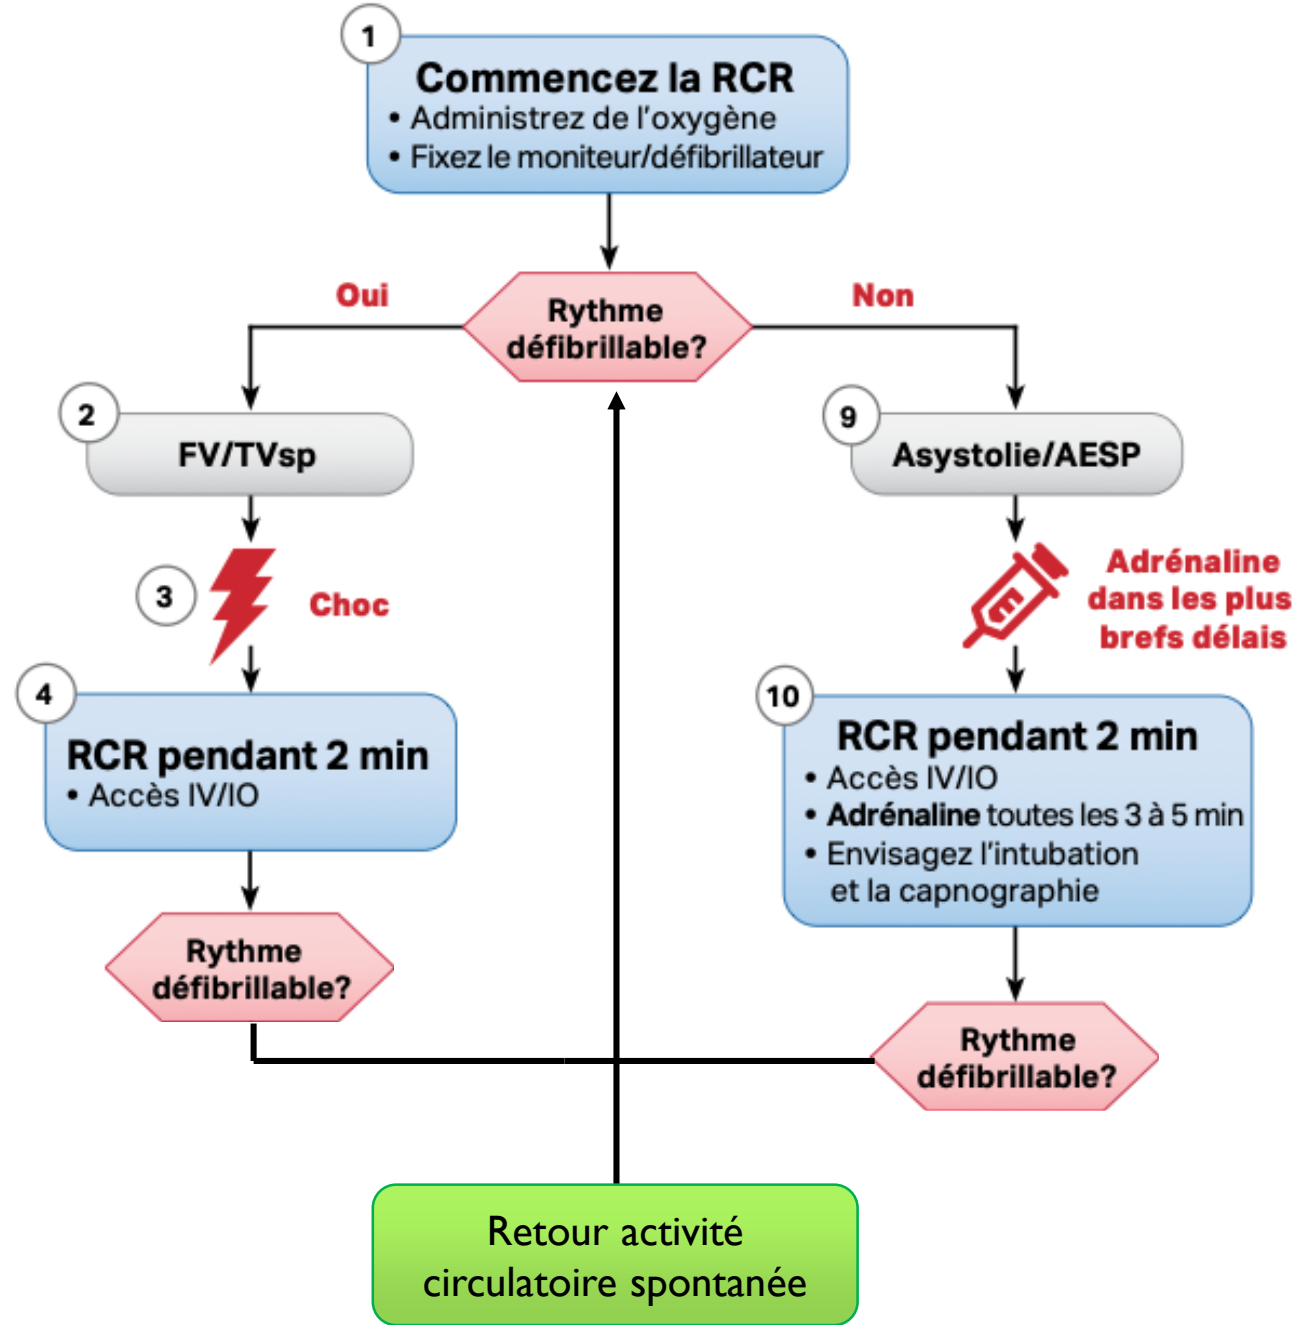 1
Commencez la RCR
• Administrez de l'oxygène
• Fixez le moniteur/défibrillateur
Rythme
défibrillable?
Oui
Non
2
FV/TVsp
3
Choc
4
RCR pendant 2 min
• Accès IV/IO
Rythme
défibrillable?
9
Asystolie/AESP
Adrénaline
dans les plus
brefs délais
10
RCR pendant 2 min
• Accès IV/IO
• Adrénaline toutes les 3 à 5 min
• Envisagez l'intubation
et la capnographie
Rythme
défibrillable?
Retour activité
circulatoire spontanée